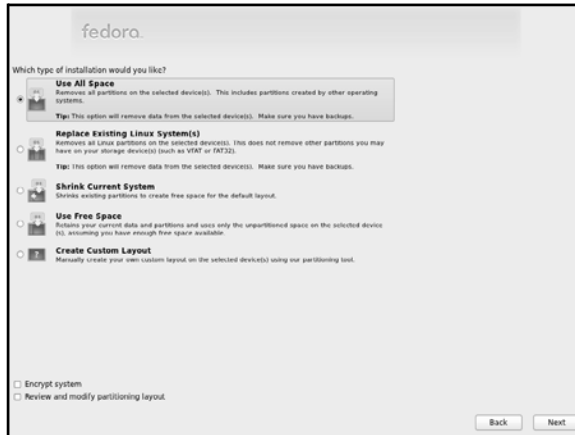 fedora
Which type of installation would you like?
Use All Space
Removes all partitions on the selected device(s). This includes partitions created by other operating
systems.
Tip: This option will remove data from the selected device(s). Make sure you have backups.
Replace Existing Linux System(s)
Removes all Linux partitions on the selected device(s). This does not remove other partitions you may
have on your storage device(s) (such as VFAT or FAT32).
Tip: This option will remove data from the selected device(s). Make sure you have backups.
Shrink Current System
Shrinks existing partitions to create free space for the default layout.
Use Free Space
Retains your current data and partitions and uses only the unpartitioned space on the selected device
(s), assuming you have enough free space available.
Create Custom Layout
Manually create your own custom layout on the selected device(s) using our partitioning tool.
Encrypt system
Review and modify partitioning layout
Back
Next